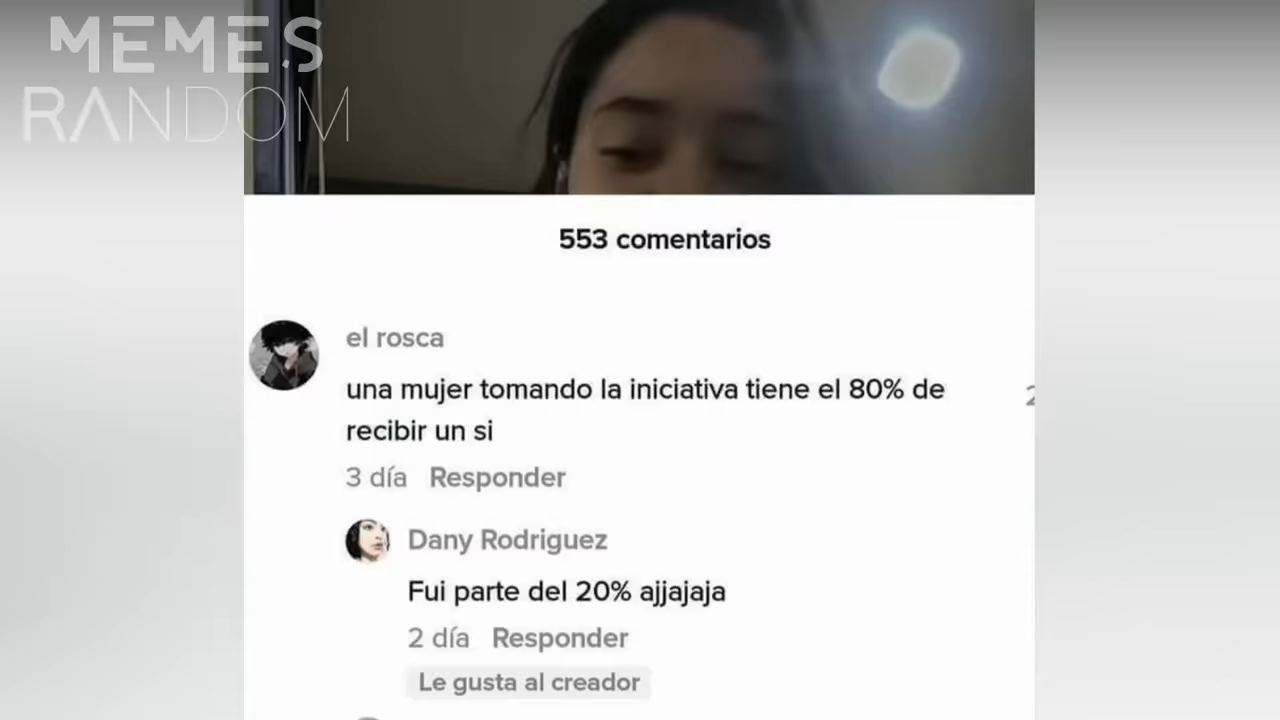 MEMES
RANDOM
553 comentarios
el rosca
una mujer tomando la iniciativa tiene el 80% de
recibir un si
3 día Responder
Dany Rodriguez
Fui parte del 20% ajjajaja
2 día Responder
Le gusta al creador